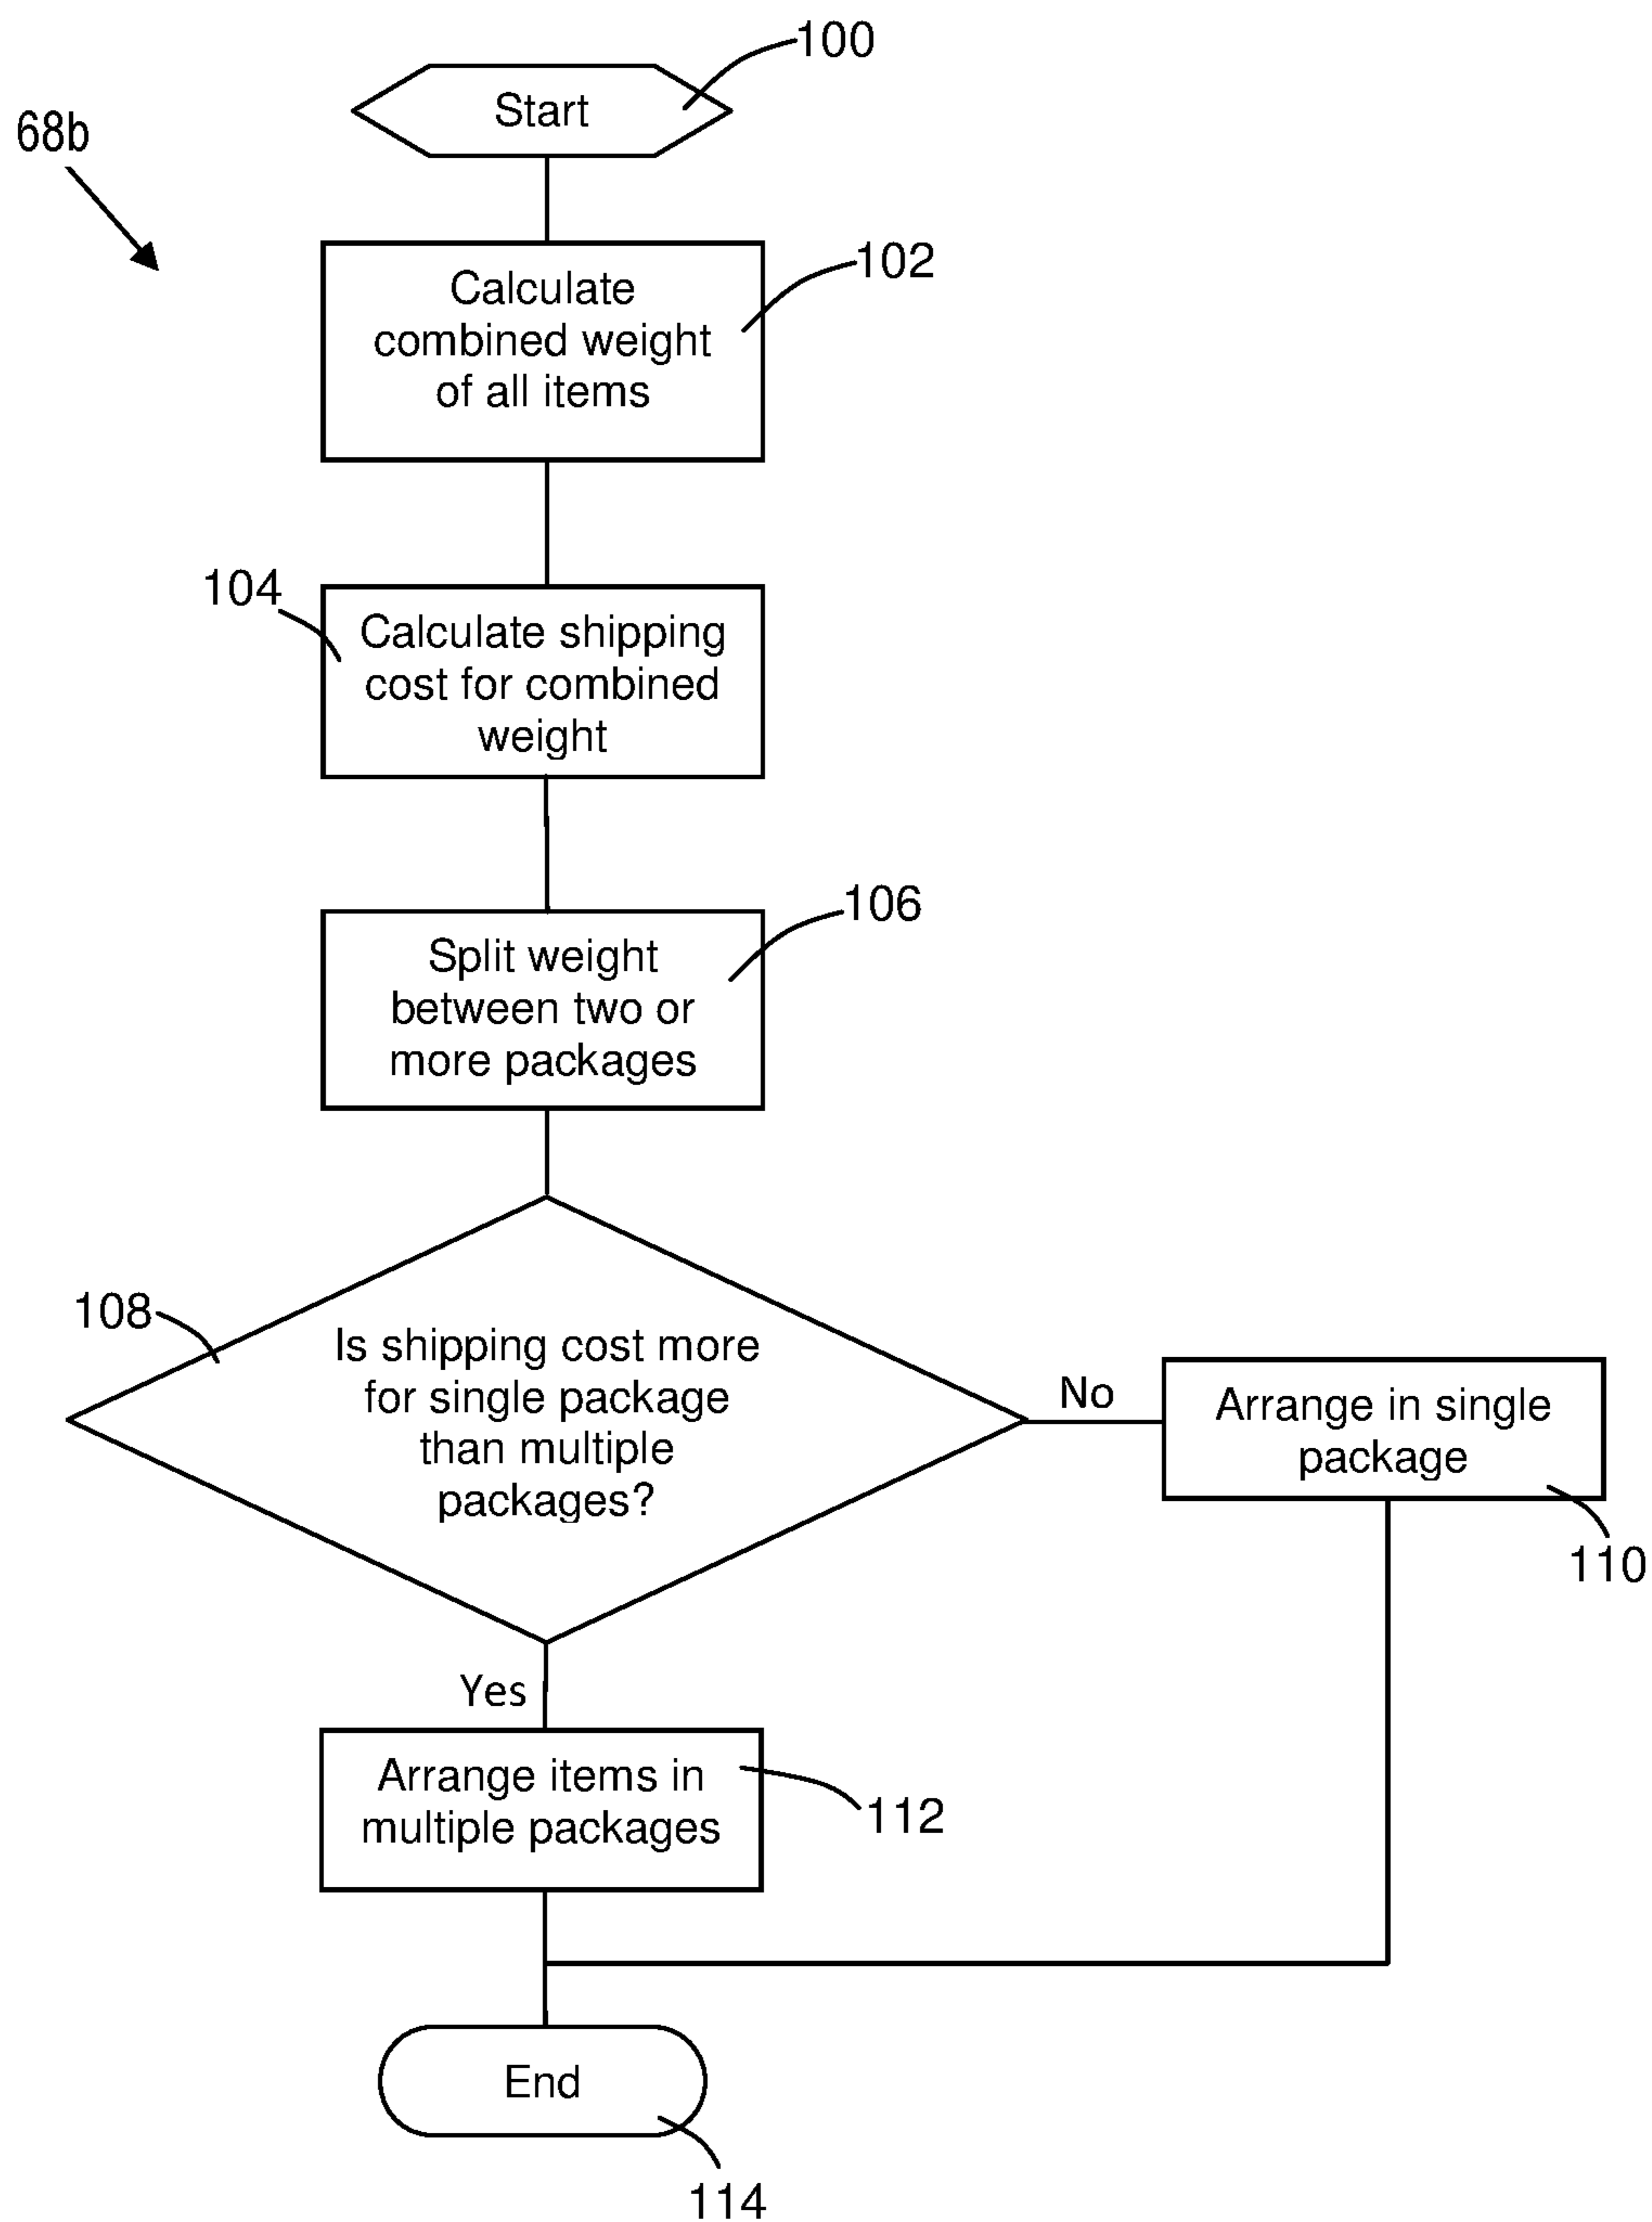 100
Start
68b
102
Calculate
combined weight
of all items
104
Calculate shipping
cost for combined
weight
106
Split weight
between two or
more packages
108
Is shipping cost more
for single package
than multiple
packages?
No
Arrange in single
package
110
Yes
Arrange items in
multiple packages
112
End
114